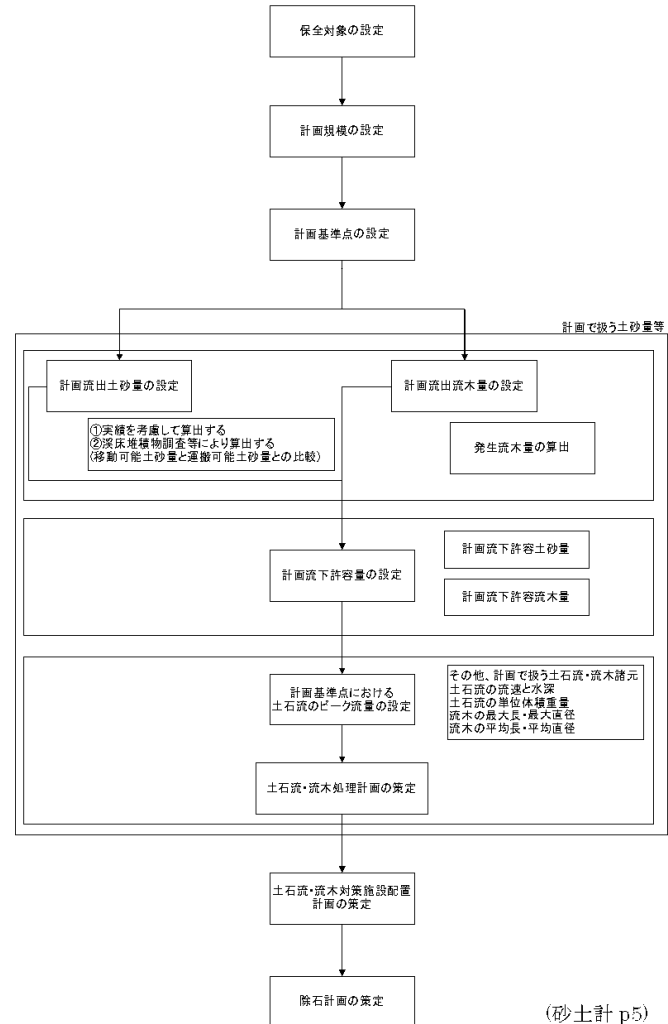 保全対象の設定
計画規模の設定
計画基準点の設定
計画で扱う土砂量等
計画流出土砂量の設定
計画流出流木量の設定
①実績を考慮して算出する
②渓床堆積物調査等により算出する
(移動可能土砂量と運搬可能土砂量との比較)
発生流木量の算出
計画流下許容量の設定
計画流下許容土砂量
計画流下許容流木量
計画基準点における
土石流のピーク流量の設定
その他、計画で扱う土石流・流木諸元
土石流の流速と水深
土石流の単位体積重量
流木の最大長・最大直径
流木の平均長・平均直径
土石流・流木処理計画の策定
土石流・流木対策施設配置
計画の策定
除石計画の策定
(砂土計 p5)